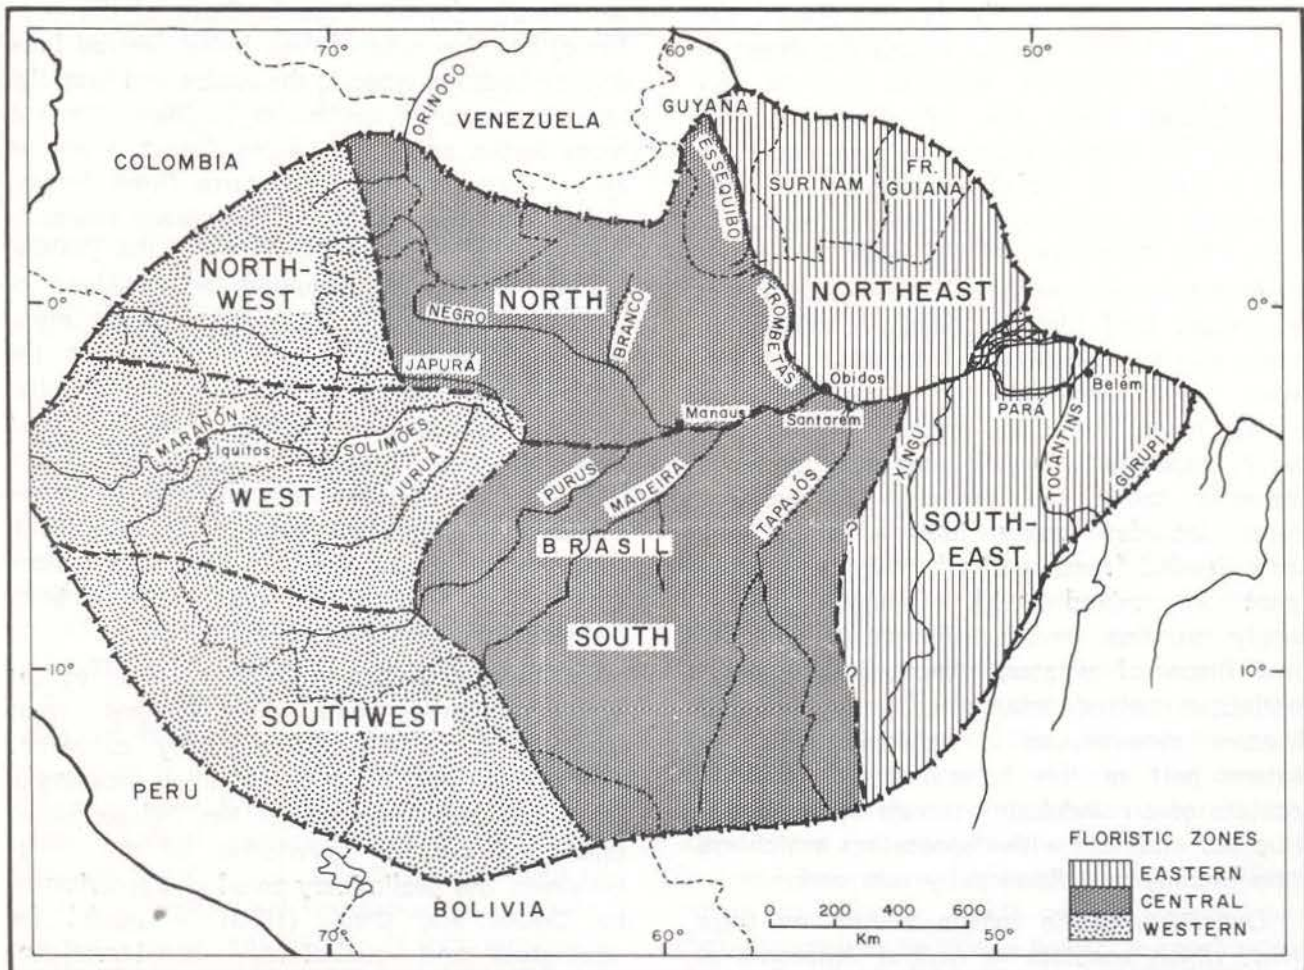 70°
60°
50°
ORINOCO
VENEZUELA
GUYANA
COLOMBIA
ESSEQUIBO
SURINAM
FR.
GUIANA
NORTH-
WEST
NORTH
NORTHEAST
0°
0°
NEGRO
BRANCO
TROMBETAS
JAPURÁ
Obidos
Belém
PARÁ
Manaus
Santarém
MARAÑÓN
Iquitos
SOLIMÕES
JURUÁ
WEST
PURUS
MADEIRA
TAPAJÓS
XINGU
TOCANTINS
GURUPI
?
SOUTH-
EAST
BRASIL
SOUTH
10°
?
10°
SOUTHWEST
PERU
BOLIVIA
FLORISTIC ZONES
EASTERN
CENTRAL
WESTERN
0 200 400 600
Km
70°
60°
50°